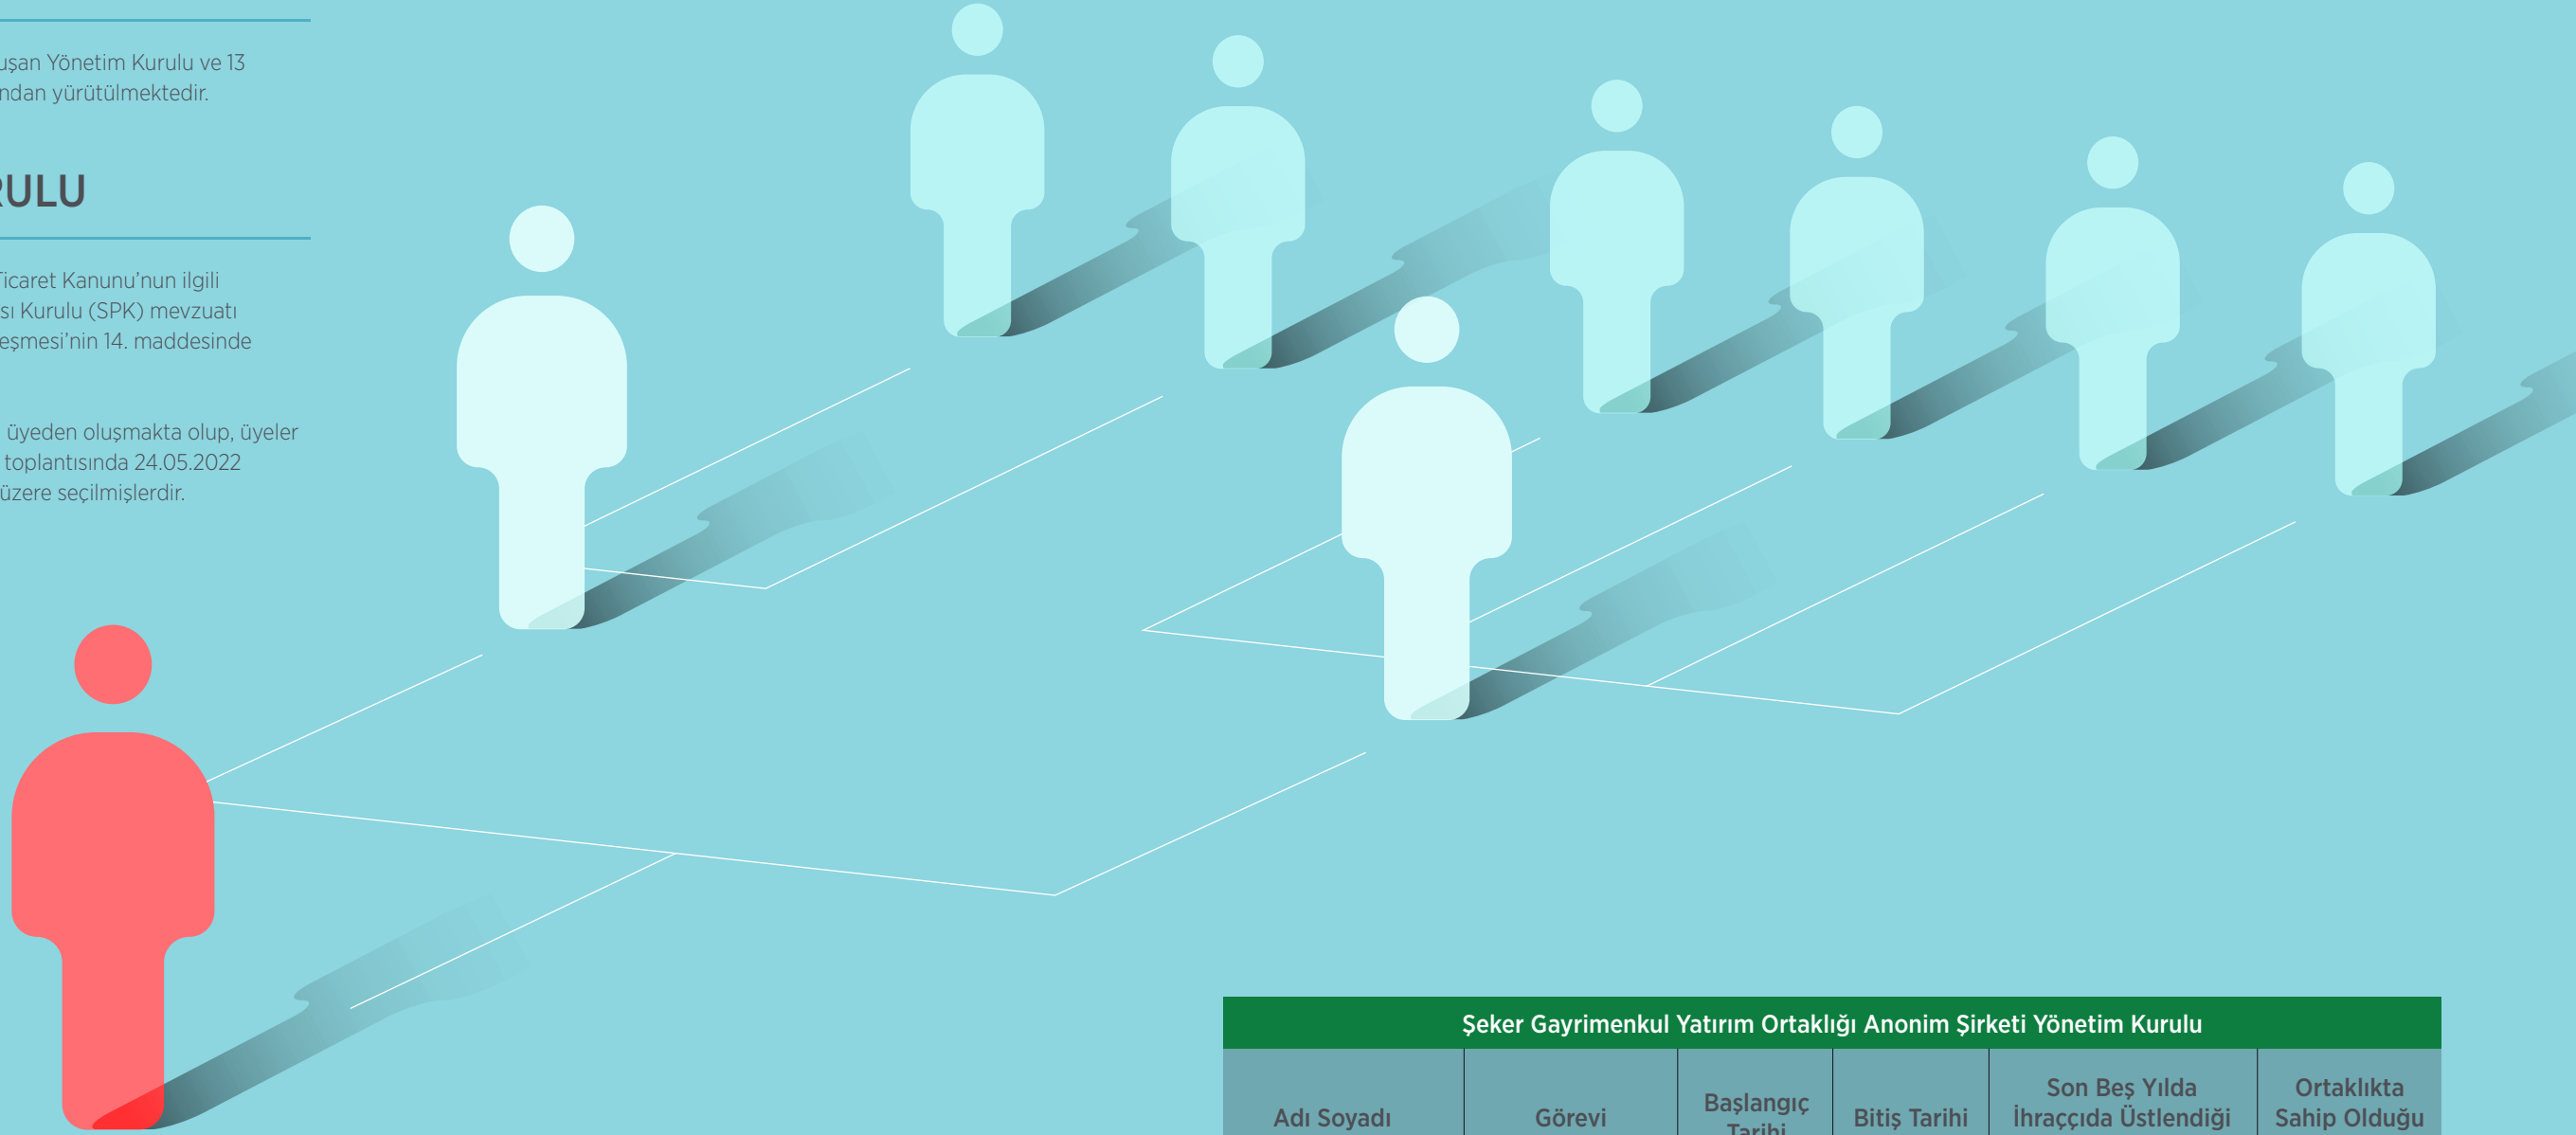 uşan Yönetim Kurulu ve 13
ndan yürütülmektedir.
RULU
Ticaret Kanunu’nun ilgili
sı Kurulu (SPK) mevzuatı
eşmesi’nin 14. maddesinde
üyeden oluşmakta olup, üyeler
toplantısında 24.05.2022
üzere seçilmişlerdir.
Şeker Gayrimenkul Yatırım Ortaklığı Anonim Şirketi Yönetim Kurulu
Adı Soyadı
Görevi
Başlangıç
Tarihi
Bitiş Tarihi
Son Beş Yılda
İhraççıda Üstlendiği
Ortaklıkta
Sahip Olduğu